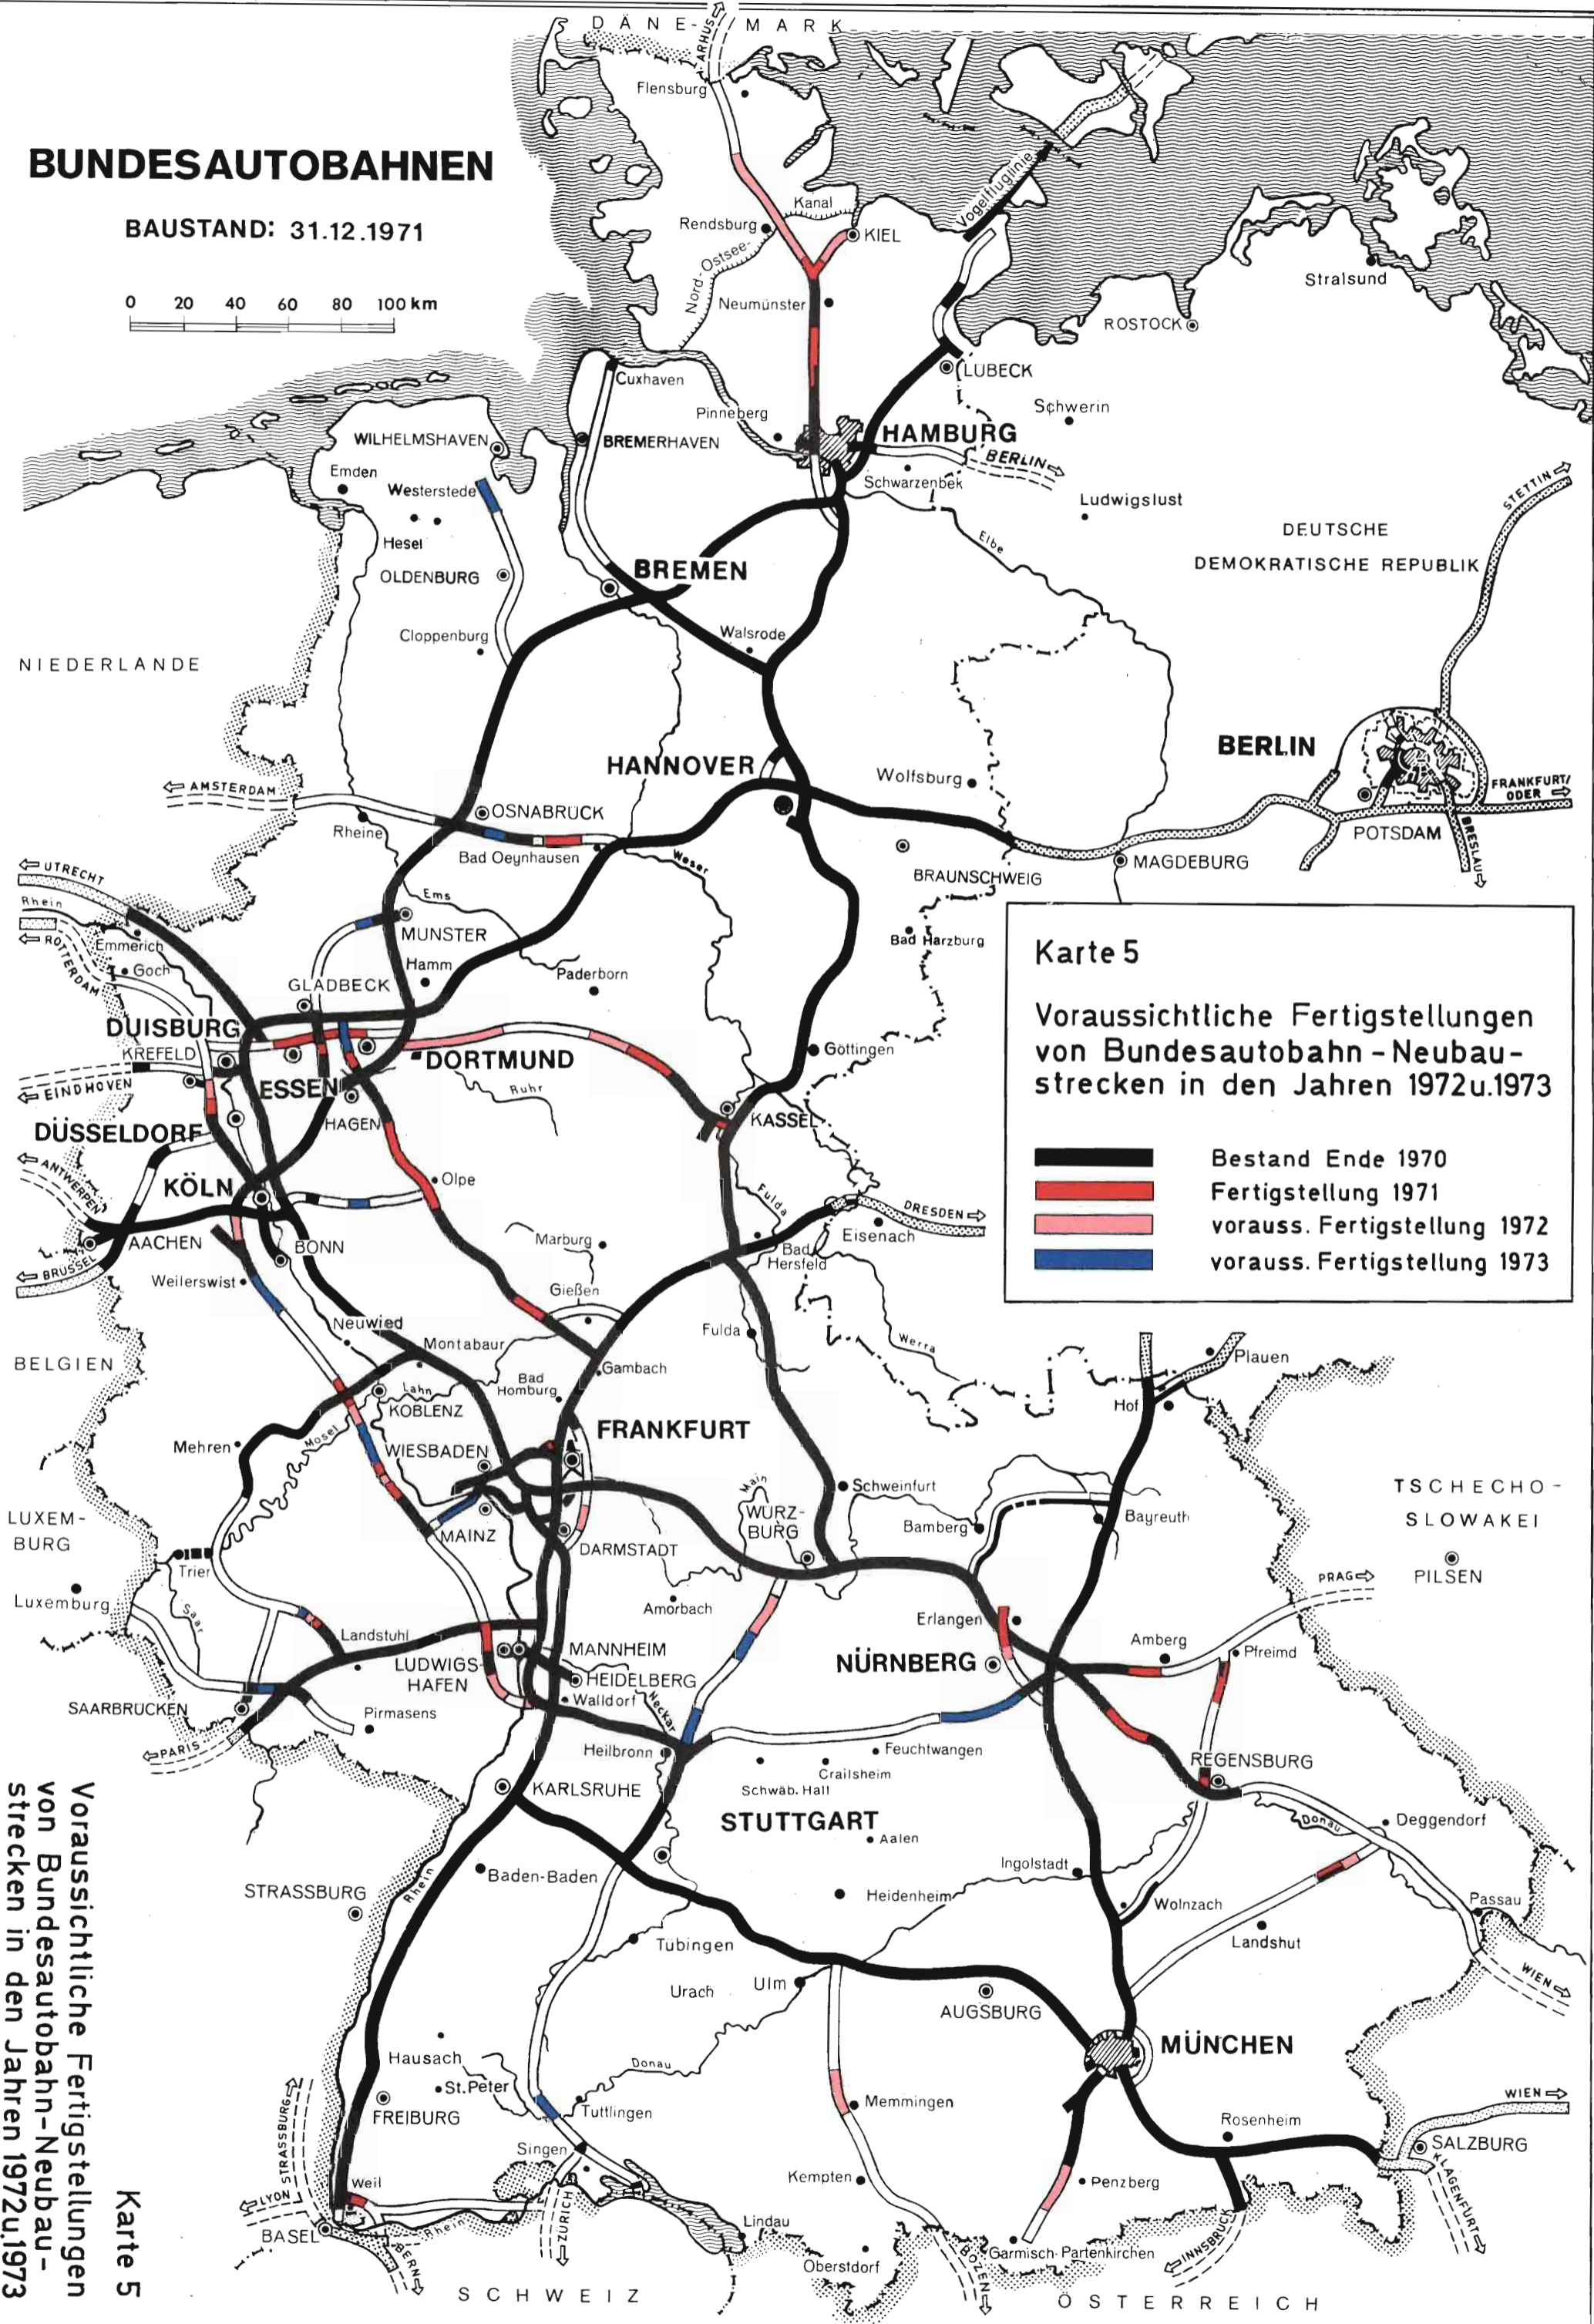 DÄNE-MARK
ARHUS
Flensburg
BUNDESAUTOBAHNEN
BAUSTAND: 31.12.1971
0 20 40 60 80 100 km
Vogelfluglinie
Kanal
Rendsburg
KIEL
Nord-Ostsee-
Neumünster
Stralsund
ROSTOCK
LÜBECK
Cuxhaven
Pinneberg
Schwerin
WILHELMSHAVEN
BREMERHAVEN
HAMBURG
BERLIN
Emden
Westerstede
Schwarzenbek
Ludwigslust
STETTIN
Hesel
Elbe
DEUTSCHE
DEMOKRATISCHE REPUBLIK
OLDENBURG
BREMEN
Cloppenburg
Walsrode
NIEDERLANDE
BERLIN
HANNOVER
Wolfsburg
AMSTERDAM
FRANKFURT/
ODER
OSNABRÜCK
Rheine
POTSDAM
BRESLAU
Bad Oeynhausen
Weser
MAGDEBURG
BRAUNSCHWEIG
UTRECHT
Rhein
ROTTERDAM
Ems
Emmerich
MÜNSTER
Bad Harzburg
Goch
Hamm
Paderborn
GLADBECK
DUISBURG
KREFELD
DORTMUND
Göttingen
EINDHOVEN
ESSEN
Ruhr
HAGEN
KASSEL
DÜSSELDORF
ANTWERPEN
KÖLN
Olpe
Fulda
DRESDEN
AACHEN
BONN
Marburg
Eisenach
BRÜSSEL
Bad
Hersfeld
Weilerswist
Gießen
Neuwied
Fulda
Werra
Montabaur
BELGIEN
Gambach
Karte 5
Voraussichtliche Fertigstellungen
von Bundesautobahn-Neubau-
strecken in den Jahren 1972u.1973
Bestand Ende 1970
Fertigstellung 1971
vorauss. Fertigstellung 1972
vorauss. Fertigstellung 1973
Plauen
Hof
Lahn
Bad
Homburg
KOBLENZ
FRANKFURT
Mosel
Mehren
WIESBADEN
Main
Schweinfurt
TSCHECHO-
SLOWAKEI
LUXEM-
BURG
MAINZ
WÜRZ-
BURG
Bamberg
Bayreuth
DARMSTADT
Trier
PRAG
PILSEN
Luxemburg
Saar
Amorbach
Erlangen
Landstuhl
Amberg
Pfreimd
MANNHEIM
LUDWIGS-
HAFEN
HEIDELBERG
NÜRNBERG
Walldorf
Neckar
SAARBRÜCKEN
Pirmasens
PARIS
Heilbronn
Feuchtwangen
Crailsheim
Schwäb. Hall
REGENSBURG
KARLSRUHE
STUTTGART
Donau
Deggendorf
Aalen
Ingolstadt
Baden-Baden
Rhein
STRASSBURG
Heidenheim
Wolnzach
Passau
Tübingen
Landshut
Urach
Ulm
WIEN
AUGSBURG
MÜNCHEN
Hausach
Donau
St.Peter
Memmingen
WIEN
FREIBURG
Tuttlingen
Rosenheim
SALZBURG
STRASSBURG
Singen
Weil
Kempten
Penzberg
KLAGENFURT
LYON
ZÜRICH
BASEL
Rhein
BERN
Lindau
Oberstdorf
BOZEN
Garmisch-Partenkirchen
INNSBRUCK
SCHWEIZ
ÖSTERREICH
Karte 5
Voraussichtliche Fertigstellungen
von Bundesautobahn-Neubau-
strecken in den Jahren 1972u.1973